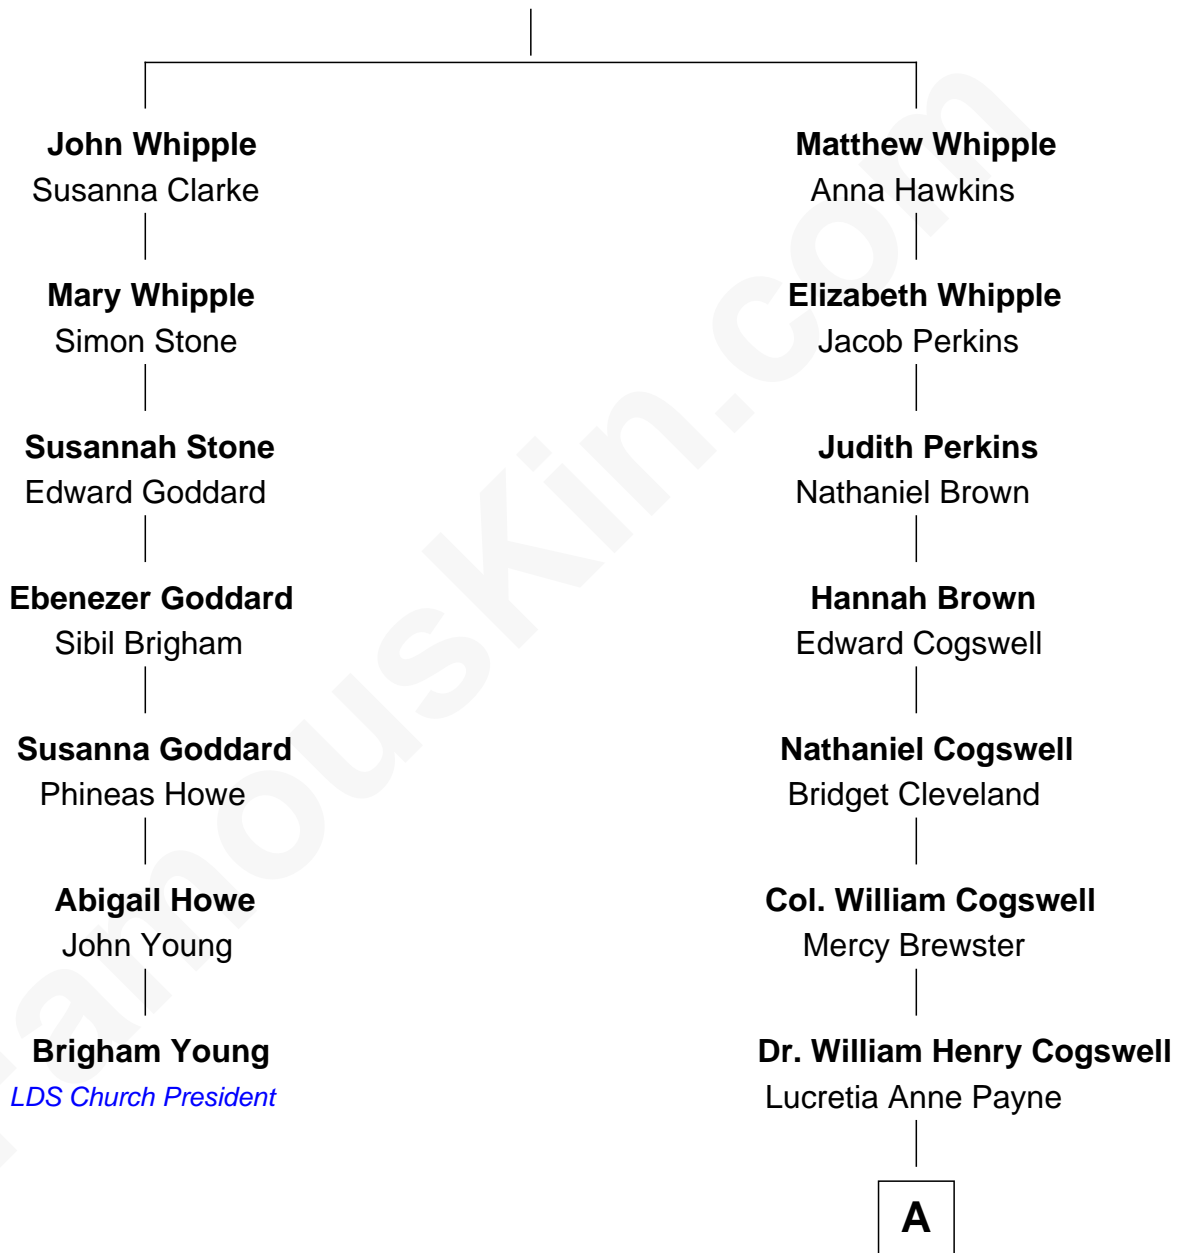 John Whipple
Susanna Clarke
Mary Whipple
Simon Stone
Susannah Stone
Edward Goddard
Ebenezer Goddard
Sibil Brigham
Susanna Goddard
Phineas Howe
Abigail Howe
John Young
Brigham Young
LDS Church President
Matthew Whipple
Anna Hawkins
Elizabeth Whipple
Jacob Perkins
Judith Perkins
Nathaniel Brown
Hannah Brown
Edward Cogswell
Nathaniel Cogswell
Bridget Cleveland
Col. William Cogswell
Mercy Brewster
Dr. William Henry Cogswell
Lucretia Anne Payne
A
FamousKin.com